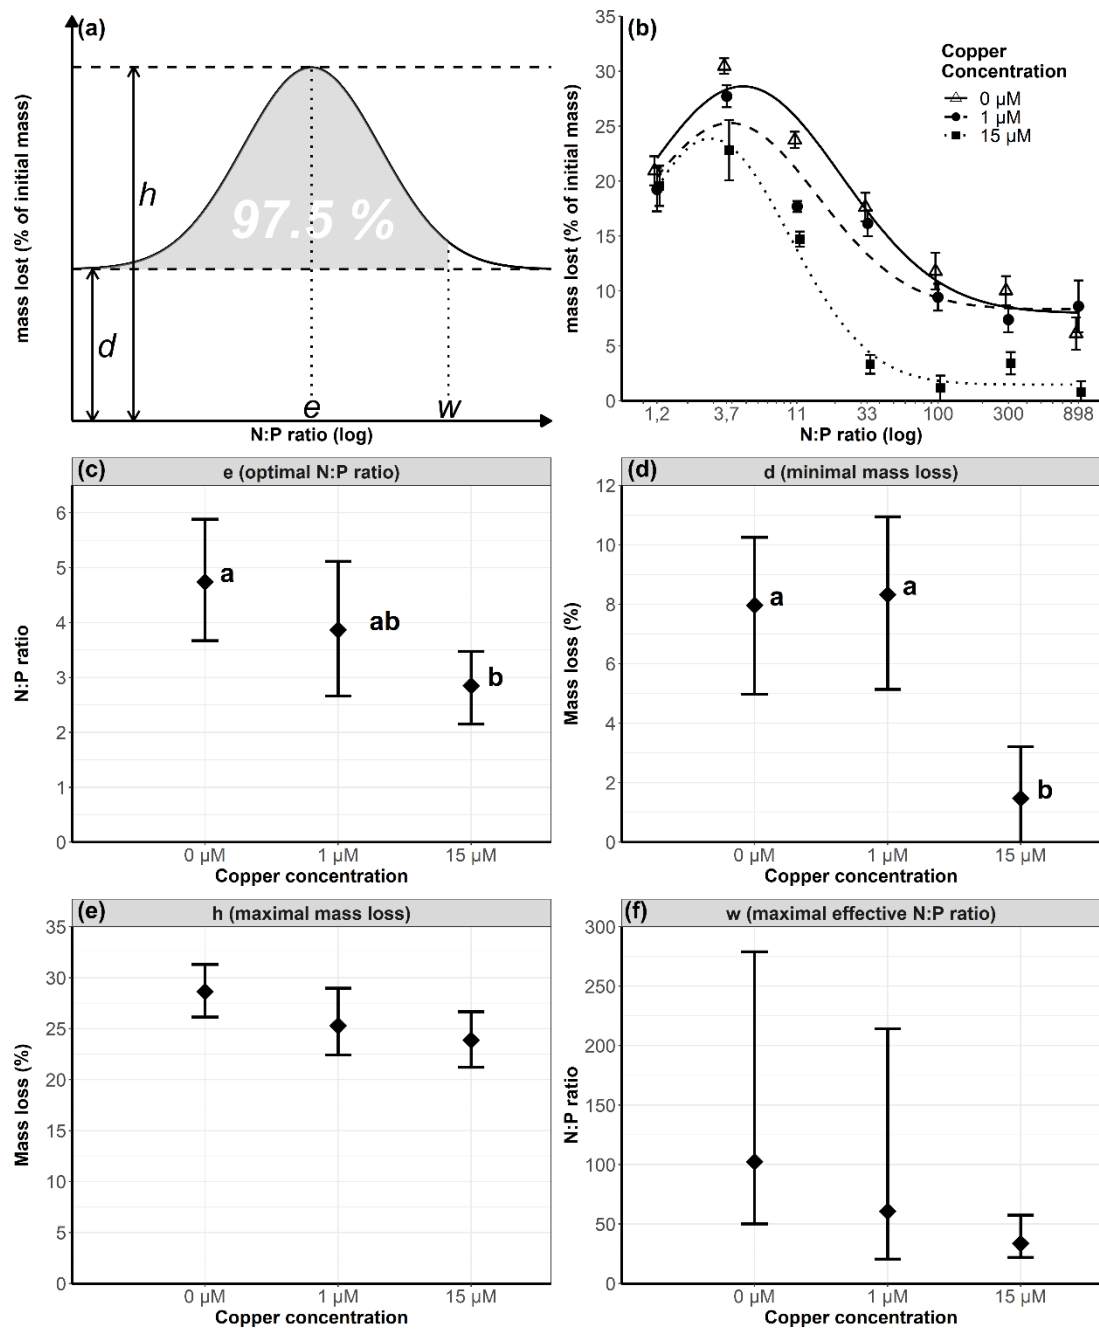 (a)
mass lost (% of initial mass)
h
d
97.5 %
e
w
N:P ratio (log)
(b)
mass lost (% of initial mass)
35
30
25
20
15
10
5
0
Copper
Concentration
0 µM
1 µM
15 µM
1,2 3,7 11 33 100 300 898
N:P ratio (log)
(c)
e (optimal N:P ratio)
N:P ratio
6
5
4
3
2
1
0
a
ab
b
0 µM 1 µM 15 µM
Copper concentration
(d)
d (minimal mass loss)
Mass loss (%)
12
10
8
6
4
2
0
a
a
b
0 µM 1 µM 15 µM
Copper concentration
(e)
h (maximal mass loss)
Mass loss (%)
35
30
25
20
15
10
5
0
0 µM 1 µM 15 µM
Copper concentration
(f)
w (maximal effective N:P ratio)
N:P ratio
300
250
200
150
100
50
0
0 µM 1 µM 15 µM
Copper concentration